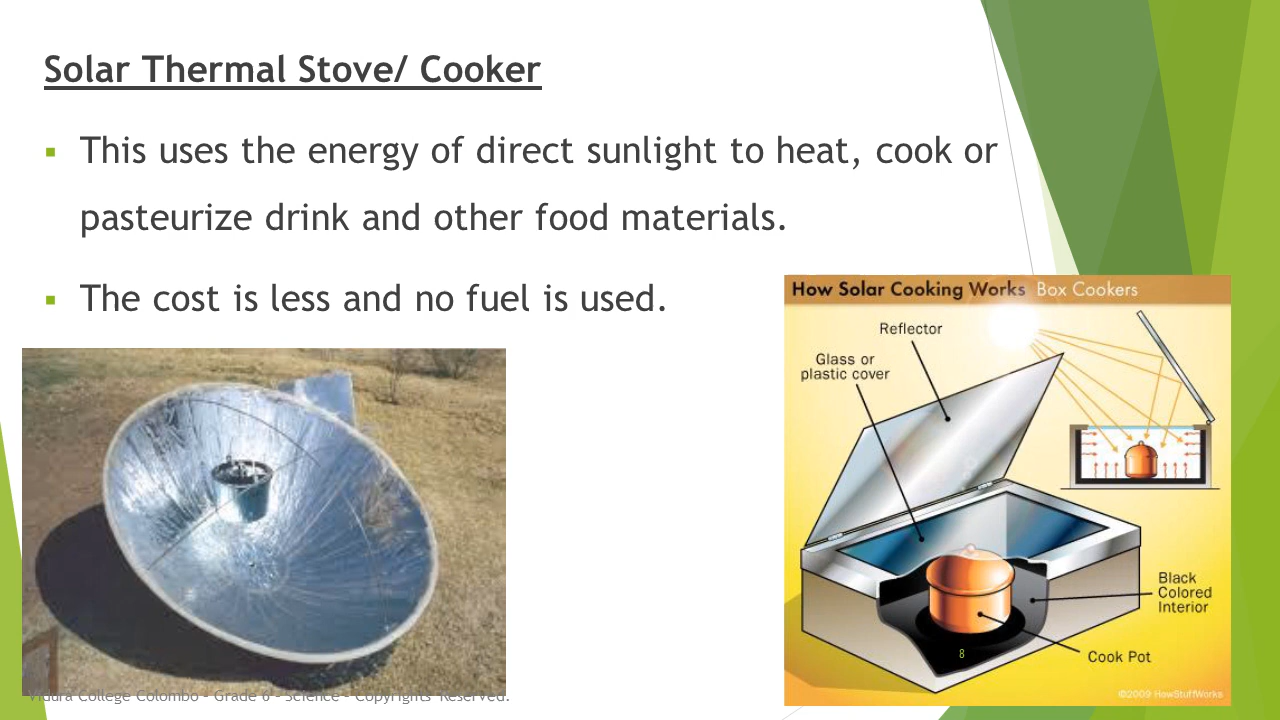 Solar Thermal Stove/ Cooker
▪ This uses the energy of direct sunlight to heat, cook or
pasteurize drink and other food materials.
▪ The cost is less and no fuel is used.
How Solar Cooking Works Box Cookers
Reflector
Glass or
plastic cover
Black
Colored
Interior
Cook Pot
8
©2009 HowStuffWorks
Vidura College Colombo - Grade 6 - Science - Copyrights Reserved.